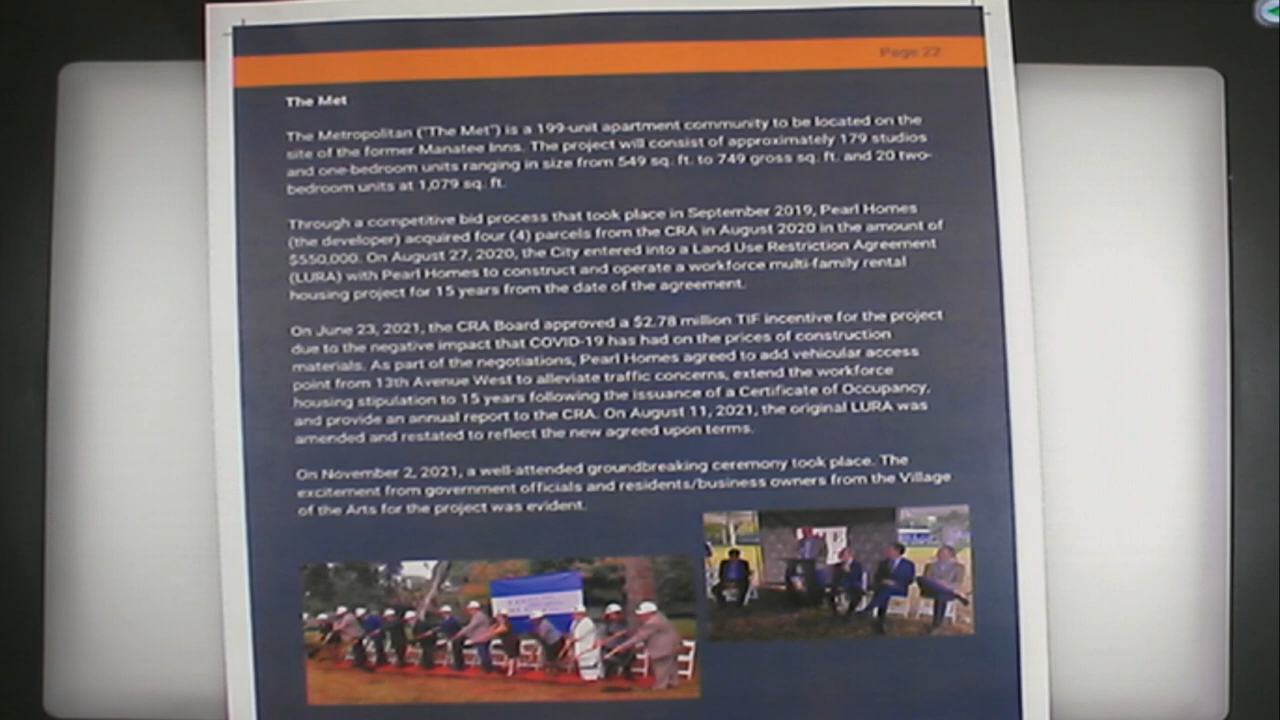 Page 22
The Met
The Metropolitan ("The Met") is a 199-unit apartment community to be located on the
site of the former Manatee Inns. The project will consist of approximately 179 studios
and one-bedroom units ranging in size from 549 sq. ft. to 749 gross sq. ft. and 20 two-
bedroom units at 1,079 sq. ft.
Through a competitive bid process that took place in September 2019, Pearl Homes
(the developer) acquired four (4) parcels from the CRA in August 2020 in the amount of
$550,000. On August 27, 2020, the City entered into a Land Use Restriction Agreement
(LURA) with Pearl Homes to construct and operate a workforce multi-family rental
housing project for 15 years from the date of the agreement.
On June 23, 2021, the CRA Board approved a $2.78 million TIF incentive for the project
due to the negative impact that COVID-19 has had on the prices of construction
materials. As part of the negotiations, Pearl Homes agreed to add vehicular access
point from 13th Avenue West to alleviate traffic concerns, extend the workforce
housing stipulation to 15 years following the issuance of a Certificate of Occupancy,
and provide an annual report to the CRA. On August 11, 2021, the original LURA was
amended and restated to reflect the new agreed upon terms.
On November 2, 2021, a well-attended groundbreaking ceremony took place. The
excitement from government officials and residents/business owners from the Village
of the Arts for the project was evident.